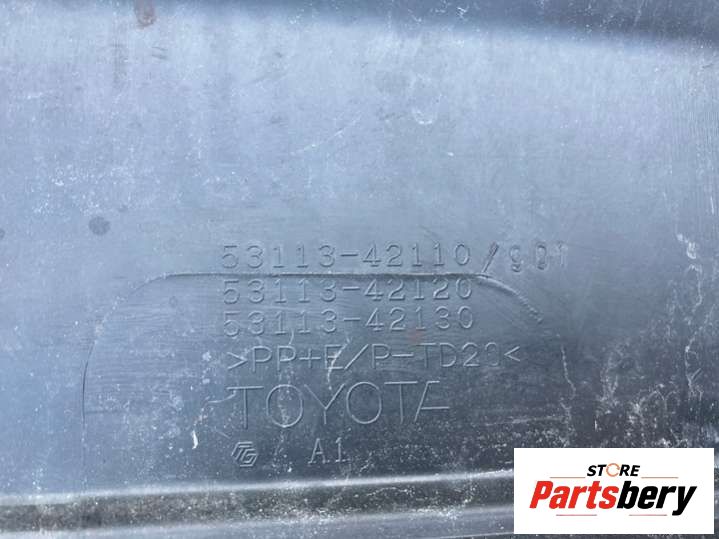 53113-42110/901
53113-42120
53113-42130
>PP+E/P-TD20<
TOYOTA
A1
STORE
Partsbery